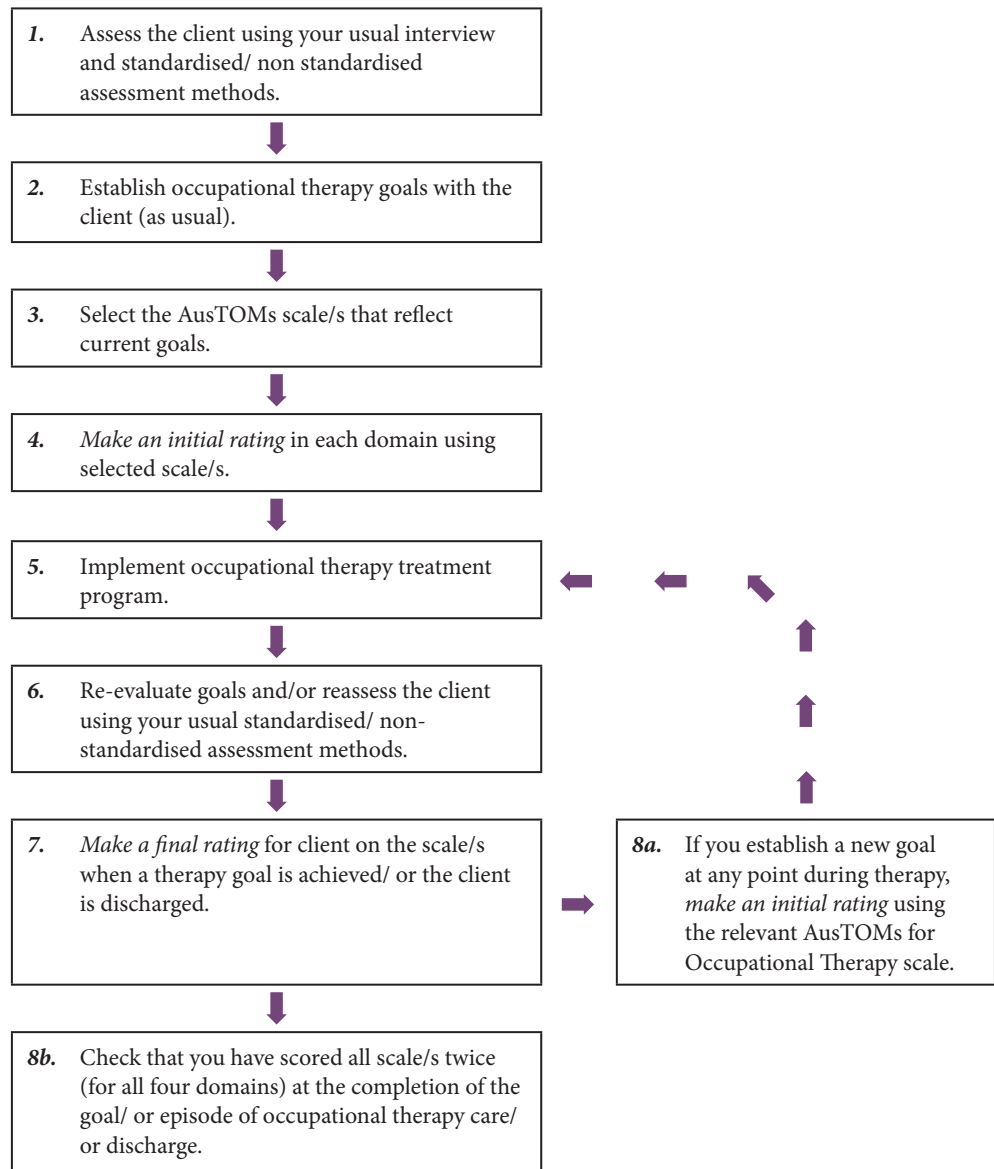 1. Assess the client using your usual interview
and standardised/ non standardised
assessment methods.
2. Establish occupational therapy goals with the
client (as usual).
3. Select the AusTOMs scale/s that reflect
current goals.
4. Make an initial rating in each domain using
selected scale/s.
5. Implement occupational therapy treatment
program.
6. Re-evaluate goals and/or reassess the client
using your usual standardised/ non-
standardised assessment methods.
7. Make a final rating for client on the scale/s
when a therapy goal is achieved/ or the client
is discharged.
8a. If you establish a new goal
at any point during therapy,
make an initial rating using
the relevant AusTOMs for
Occupational Therapy scale.
8b. Check that you have scored all scale/s twice
(for all four domains) at the completion of the
goal/ or episode of occupational therapy care/
or discharge.